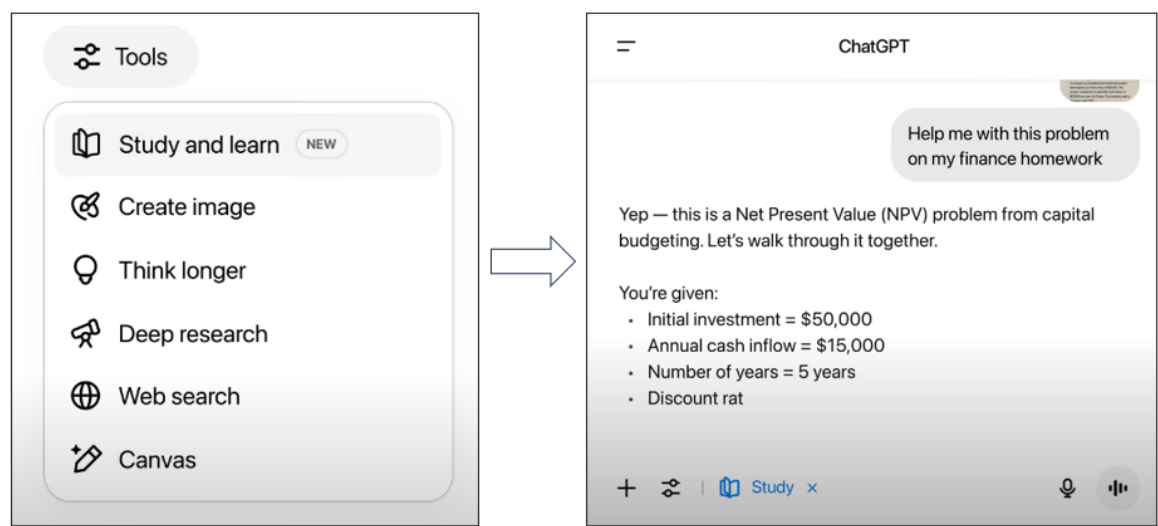 Tools
Study and learn NEW
Create image
Think longer
Deep research
Web search
Canvas
ChatGPT
Help me with this problem
on my finance homework
Yep — this is a Net Present Value (NPV) problem from capital
budgeting. Let's walk through it together.
You're given:
• Initial investment = $50,000
• Annual cash inflow = $15,000
• Number of years = 5 years
• Discount rat
Study ×